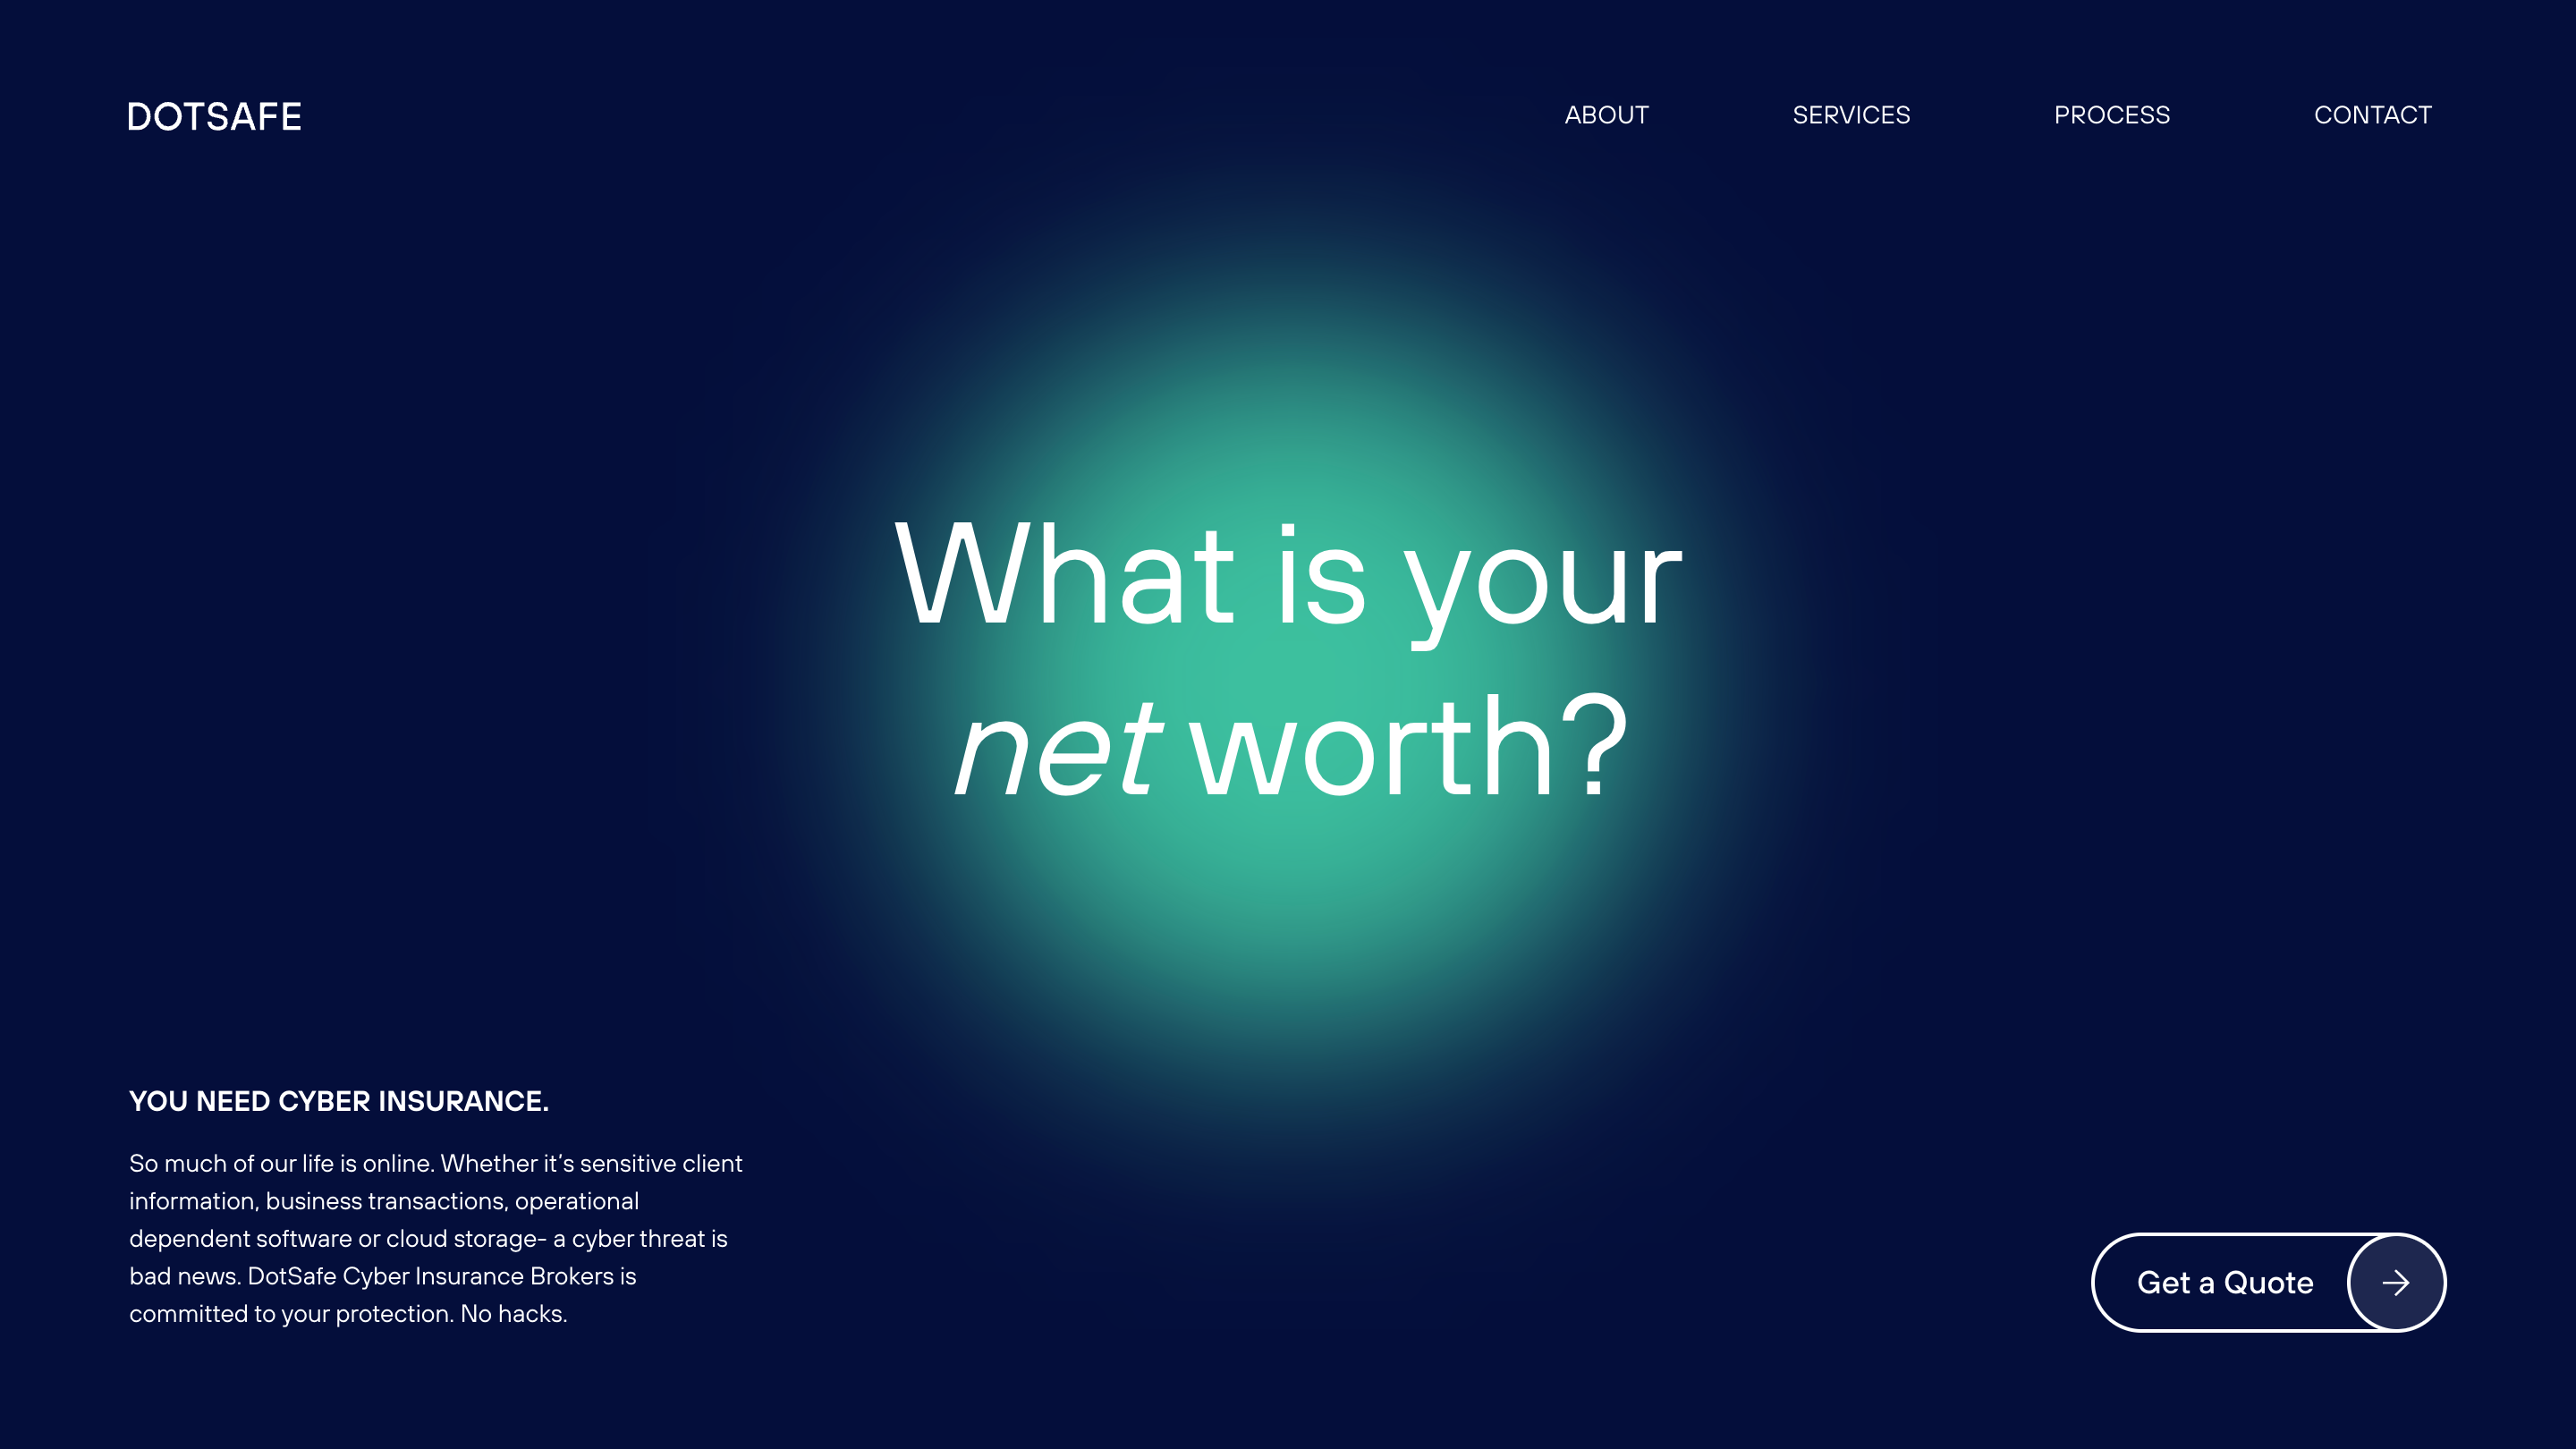 DOTSAFE
ABOUT
SERVICES
PROCESS
CONTACT
What is your
net worth?
YOU NEED CYBER INSURANCE.
So much of our life is online. Whether it’s sensitive client
information, business transactions, operational
dependent software or cloud storage- a cyber threat is
bad news. DotSafe Cyber Insurance Brokers is
committed to your protection. No hacks.
Get a Quote